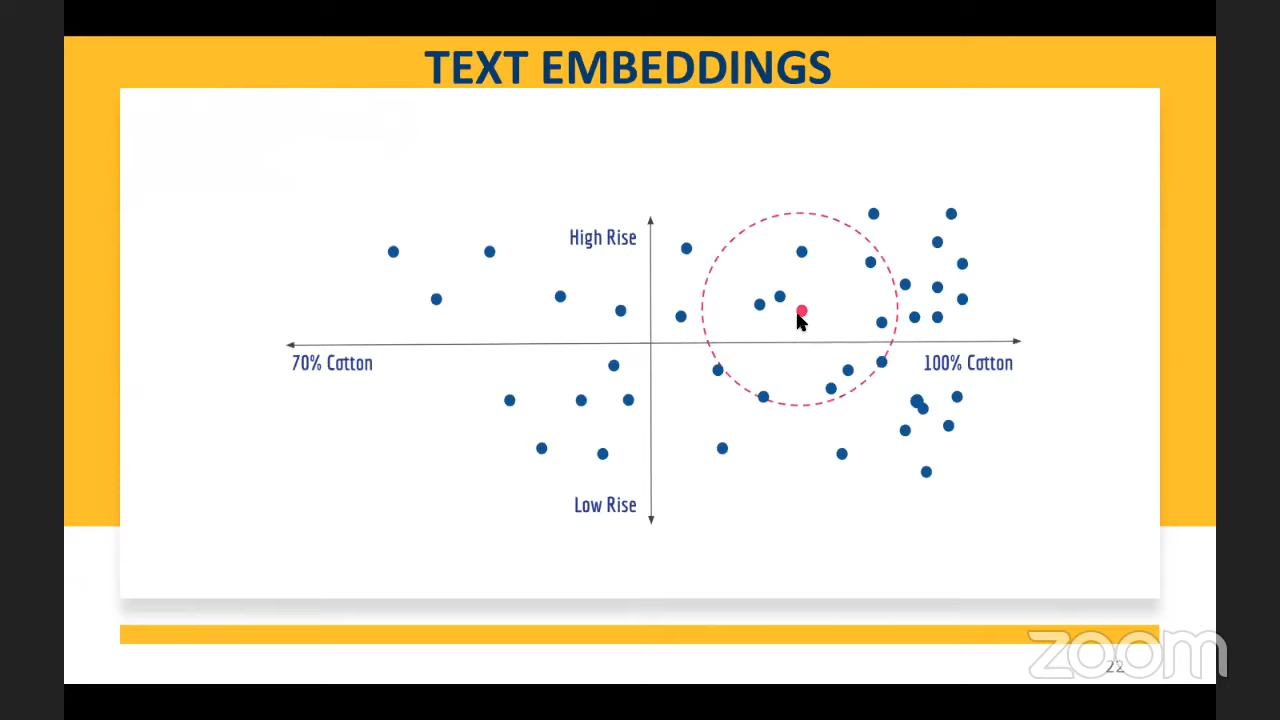 TEXT EMBEDDINGS
High Rise
70% Cotton
100% Cotton
Low Rise
zoom
22